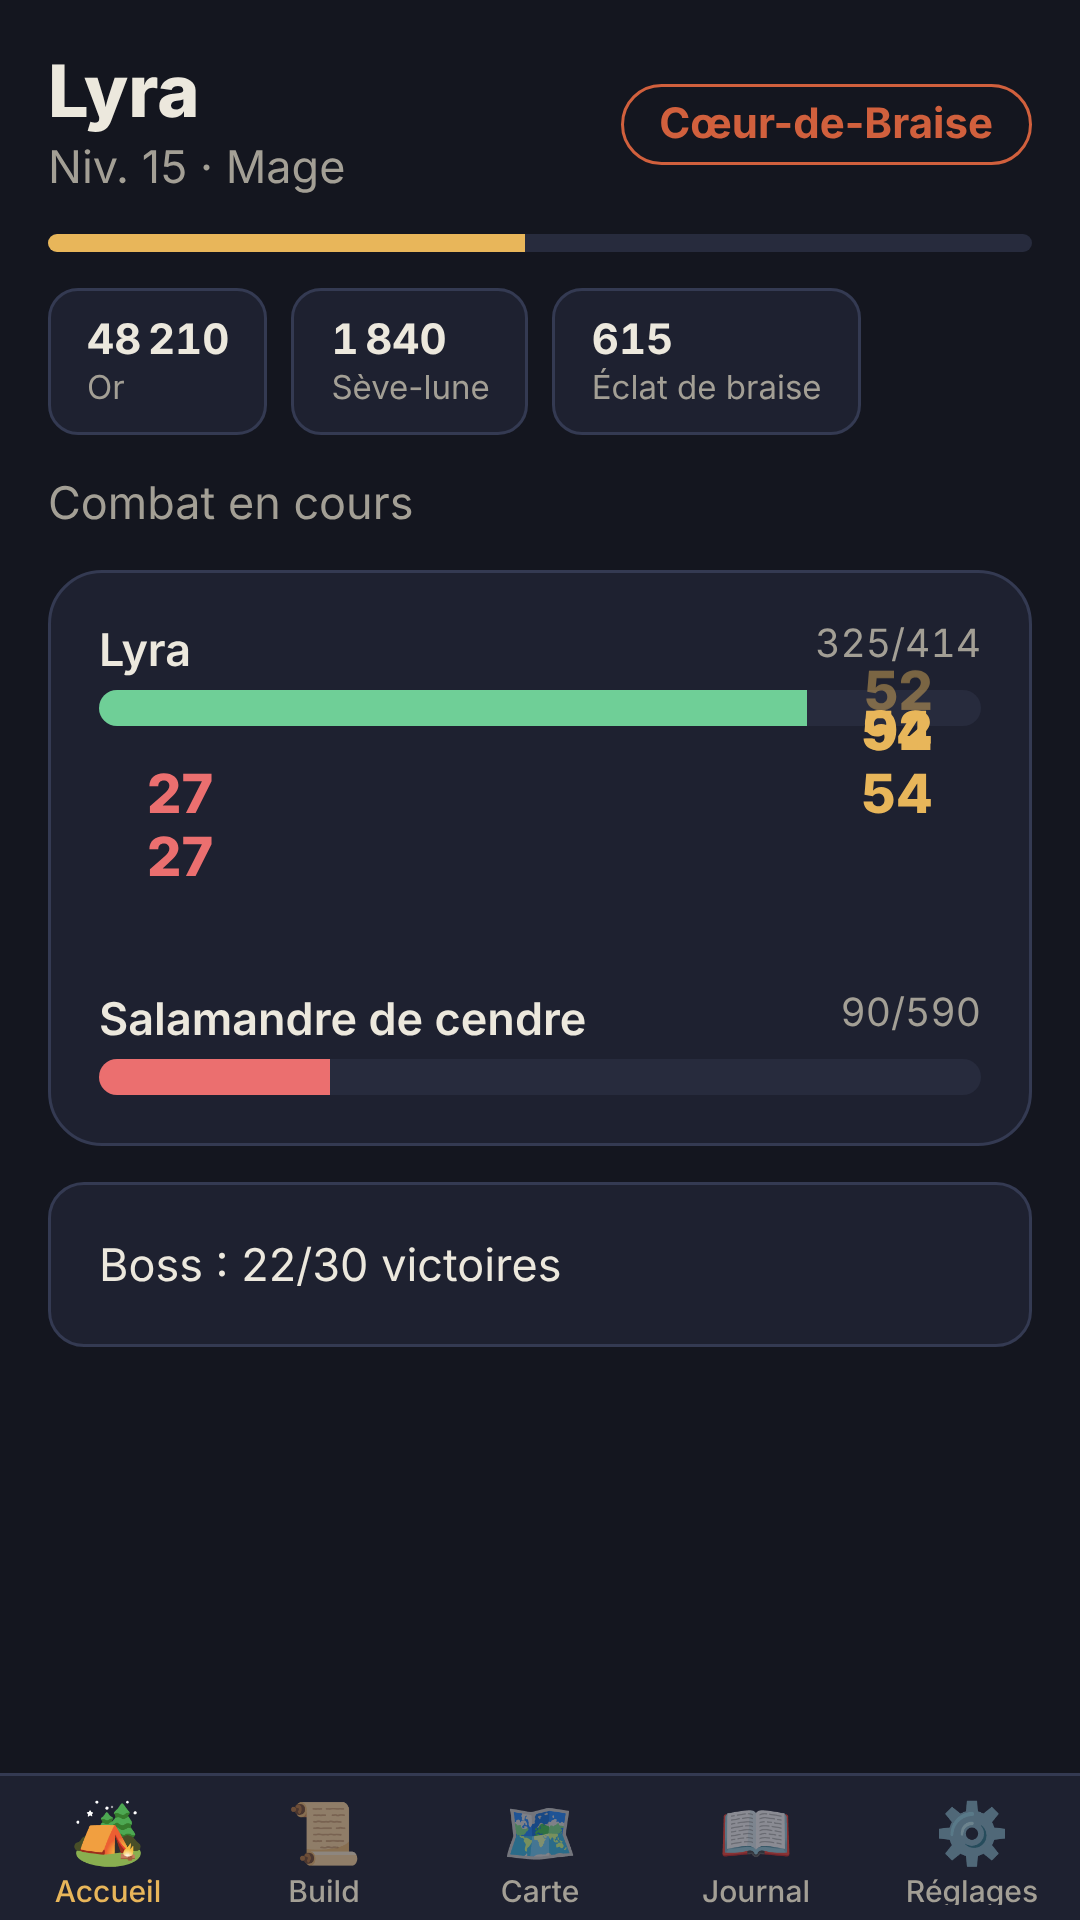 Lyra
Niv. 15 · Mage
Cœur-de-Braise
48 210
Or
1 840
Sève-lune
615
Éclat de braise
Combat en cours
Lyra
325/414
52
54
27
27
Salamandre de cendre
90/590
Boss : 22/30 victoires
Accueil
Build
Carte
Journal
Réglages